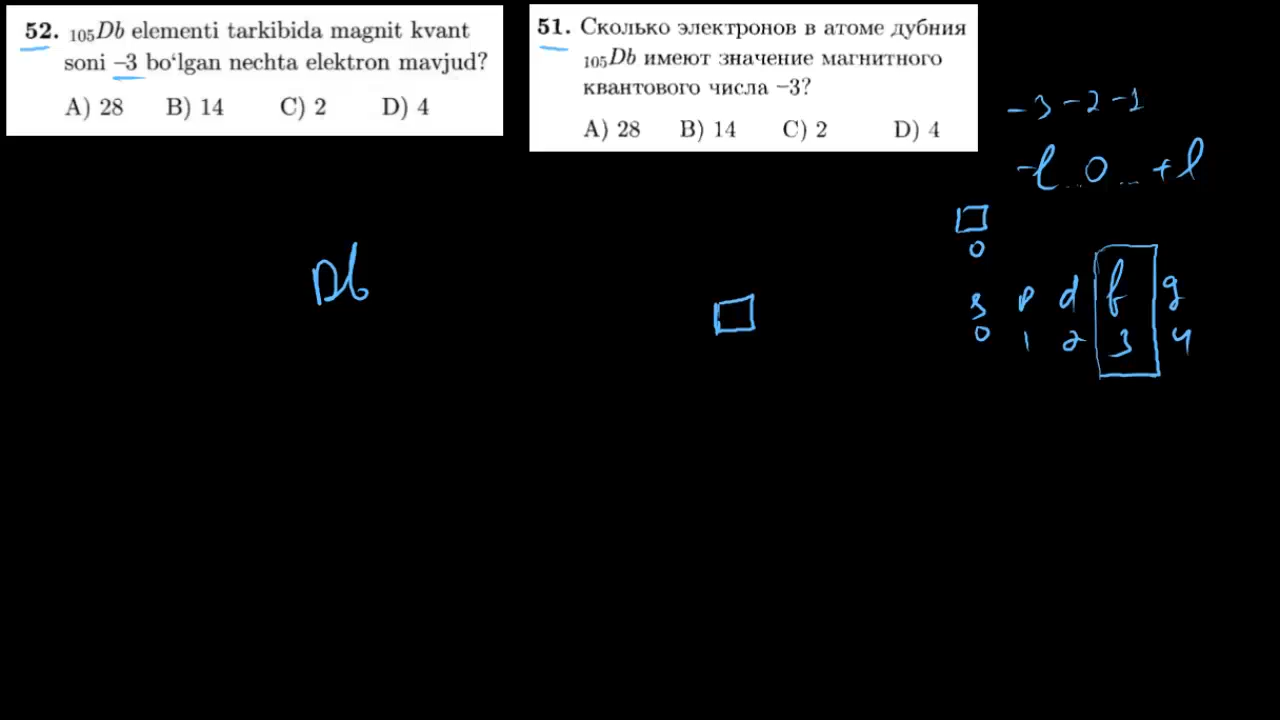 52. ₁₀₅Db elementi tarkibida magnit kvant
soni –3 bo‘lgan nechta elektron mavjud?
A) 28 B) 14 C) 2 D) 4
51. Сколько электронов в атоме дубния
₁₀₅Db имеют значение магнитного
квантового числа –3?
A) 28 B) 14 C) 2 D) 4
-3 -2 -1
-l ... 0 ... +l
0
s p d f g
0 1 2 3 4
Db